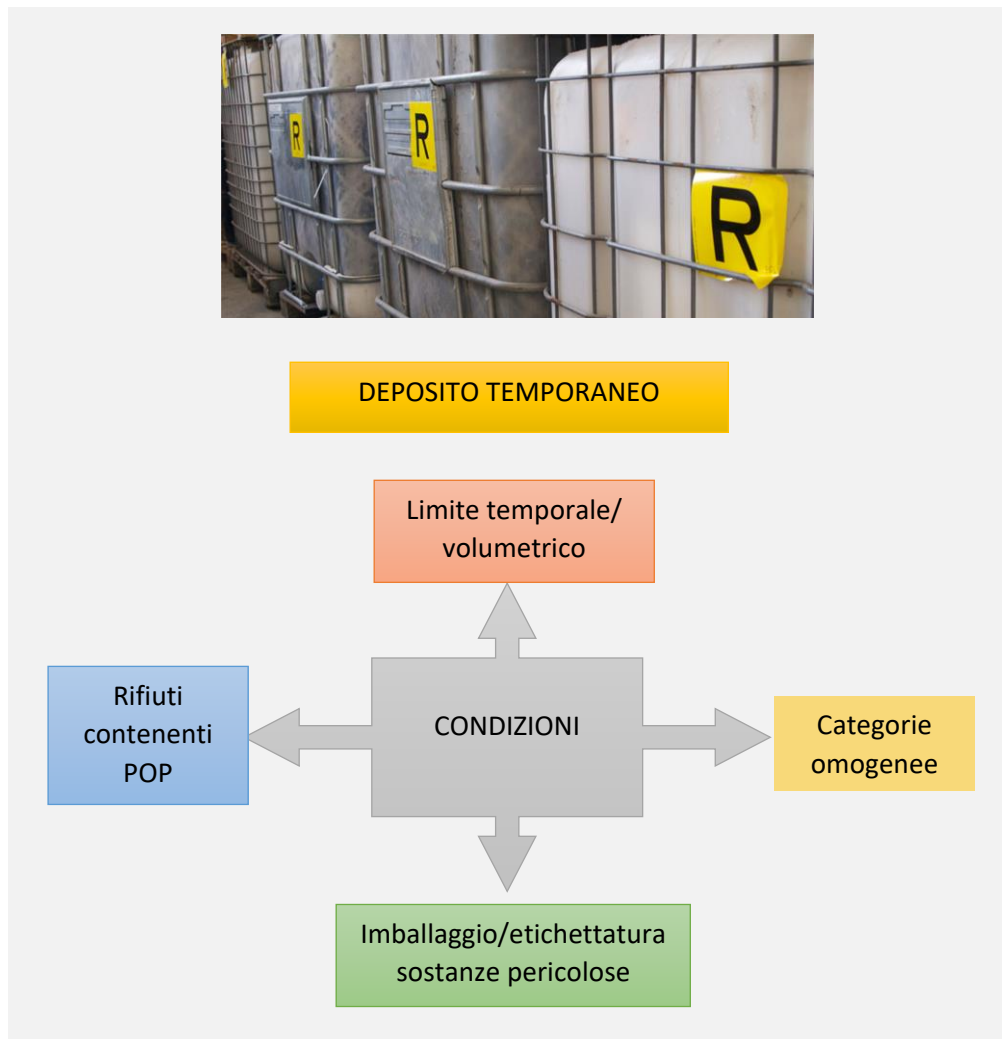 R
R
R
DEPOSITO TEMPORANEO
Limite temporale/
volumetrico
Rifiuti
contenenti
POP
CONDIZIONI
Categorie
omogenee
Imballaggio/etichettatura
sostanze pericolose